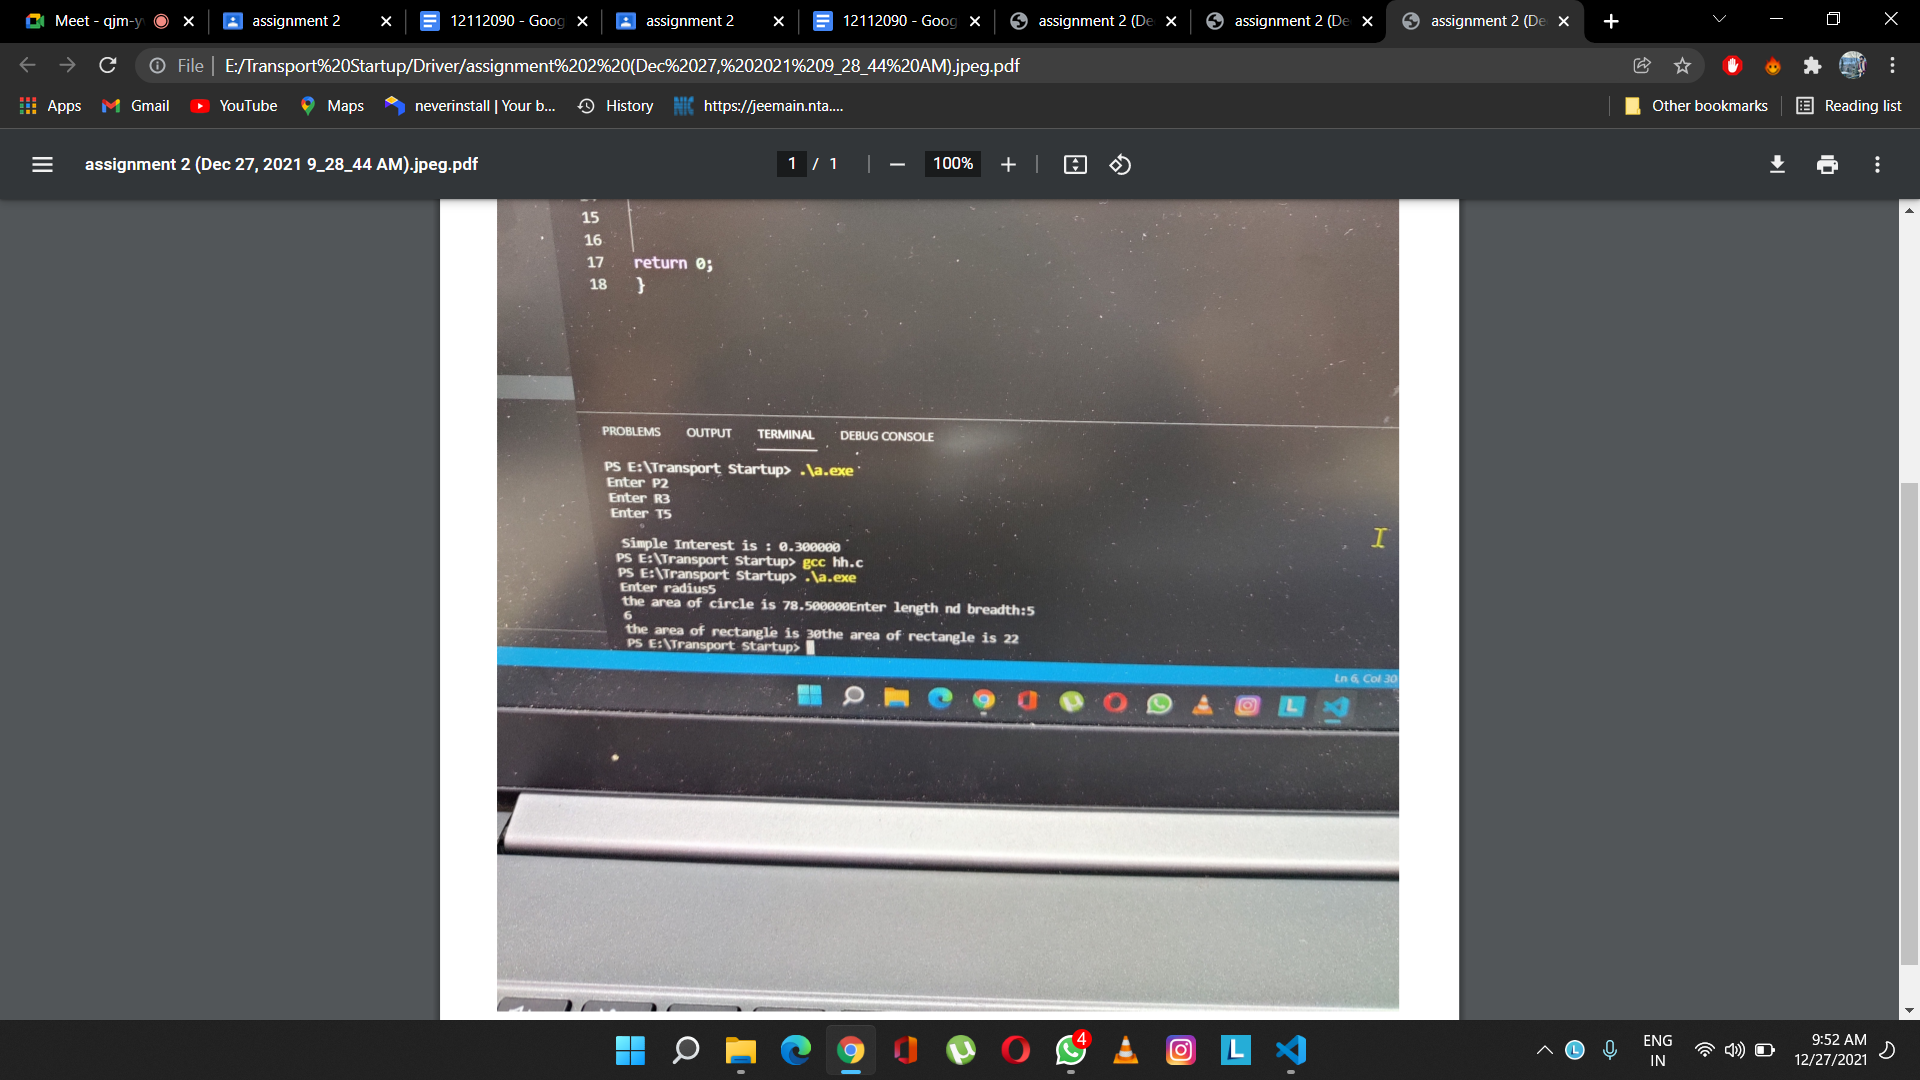 Meet - qjm-y
assignment 2
12112090 - Goog
assignment 2
12112090 - Goog
assignment 2 (De
assignment 2 (De
assignment 2 (De
File
E:/Transport%20Startup/Driver/assignment%202%20(Dec%2027,%202021%209_28_44%20AM).jpeg.pdf
Apps
Gmail
YouTube
Maps
neverinstall | Your b...
History
https://jeemain.nta....
Other bookmarks
Reading list
assignment 2 (Dec 27, 2021 9_28_44 AM).jpeg.pdf
1 / 1
100%
15
16
17 return 0;
18 }
PROBLEMS OUTPUT TERMINAL DEBUG CONSOLE
PS E:\Transport Startup> .\a.exe
Enter P2
Enter R3
Enter T5
Simple Interest is : 0.300000
PS E:\Transport Startup> gcc hh.c
PS E:\Transport Startup> .\a.exe
Enter radius5
the area of circle is 78.500000Enter length nd breadth:5
6
the area of rectangle is 30the area of rectangle is 22
PS E:\Transport Startup>
Ln 6, Col 30
4
ENG
IN
9:52 AM
12/27/2021